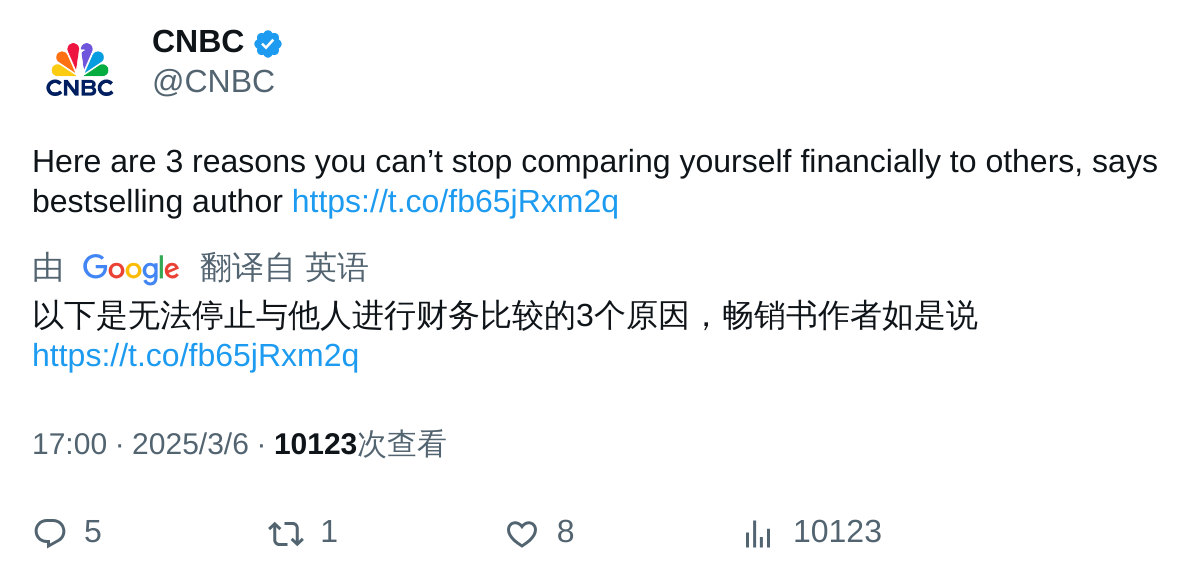 CNBC
CNBC
@CNBC
Here are 3 reasons you can’t stop comparing yourself financially to others, says
bestselling author https://t.co/fb65jRxm2q
由 Google 翻译自 英语
以下是无法停止与他人进行财务比较的3个原因，畅销书作者如是说
https://t.co/fb65jRxm2q
17:00 · 2025/3/6 · 10123次查看
5 1 8 10123